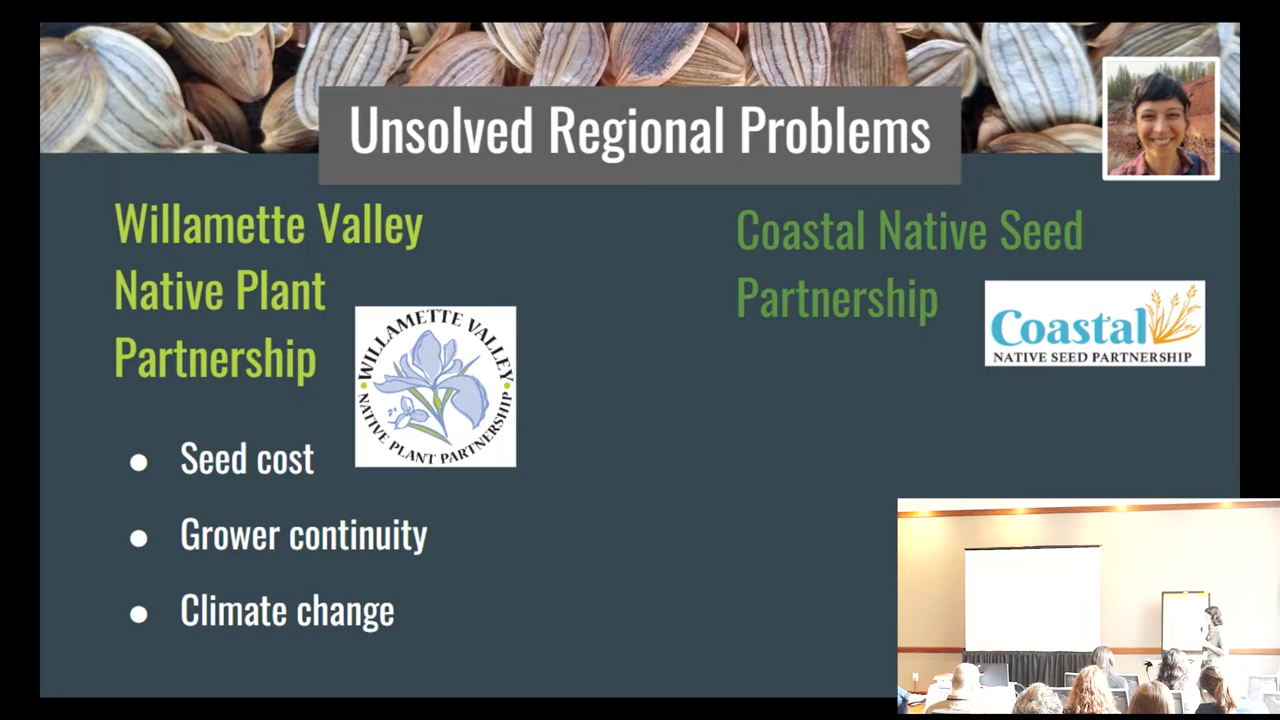 Unsolved Regional Problems
Willamette Valley
Native Plant
Partnership
WILLAMETTE VALLEY
NATIVE PLANT PARTNERSHIP
Seed cost
Grower continuity
Climate change
Coastal Native Seed
Partnership
Coastal
NATIVE SEED PARTNERSHIP